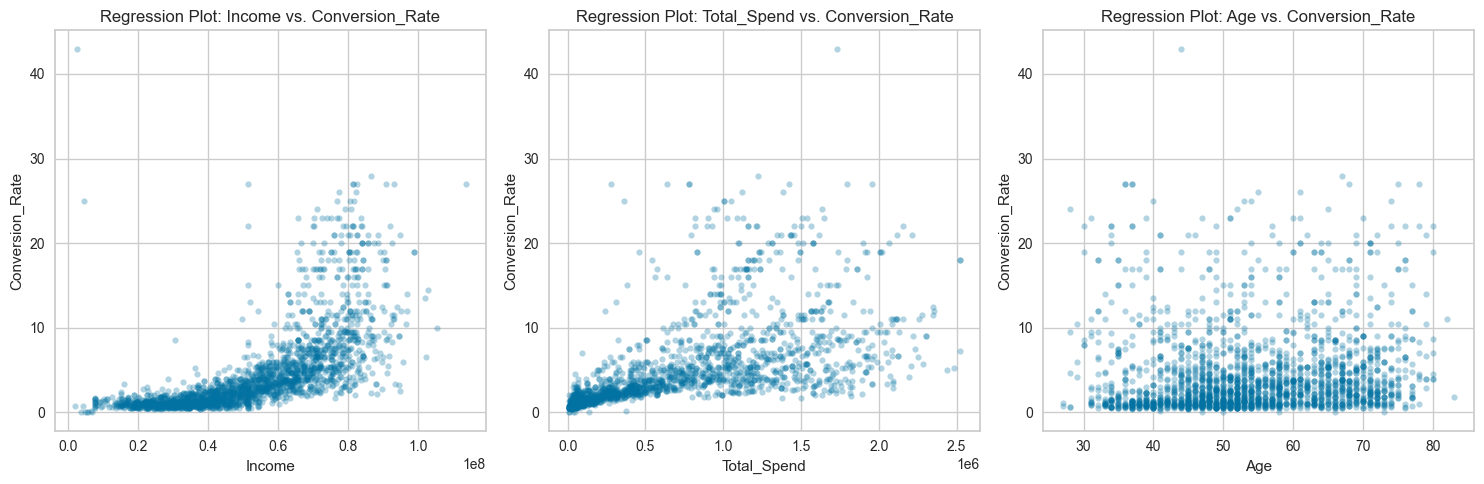 Regression Plot: Income vs. Conversion_Rate
Conversion_Rate
40
30
20
10
0
0.0 0.2 0.4 0.6 0.8 1.0
1e8
Income
Regression Plot: Total_Spend vs. Conversion_Rate
Conversion_Rate
40
30
20
10
0
0.0 0.5 1.0 1.5 2.0 2.5
1e6
Total_Spend
Regression Plot: Age vs. Conversion_Rate
Conversion_Rate
40
30
20
10
0
30 40 50 60 70 80
Age